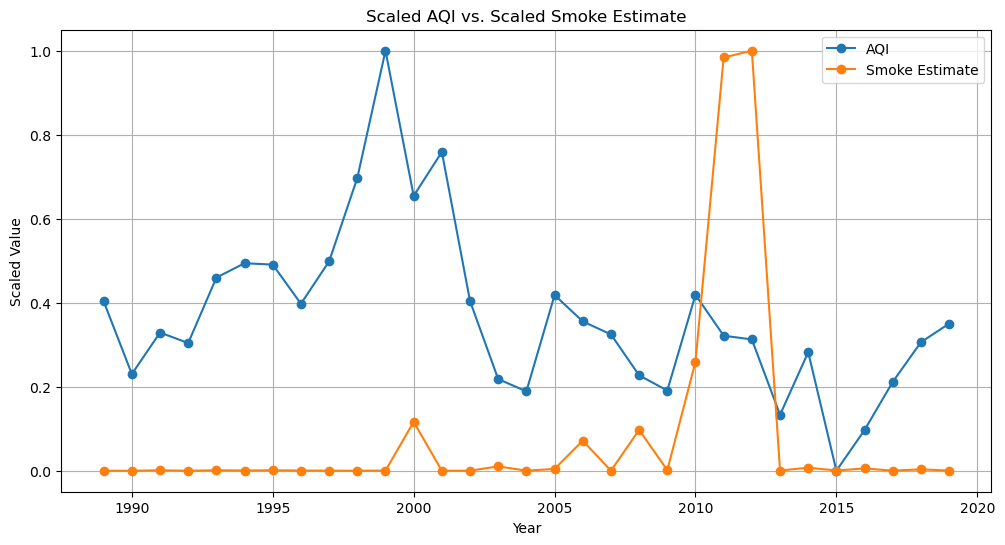 Scaled AQI vs. Scaled Smoke Estimate
AQI
Smoke Estimate
Scaled Value
1.0
0.8
0.6
0.4
0.2
0.0
1990 1995 2000 2005 2010 2015 2020
Year